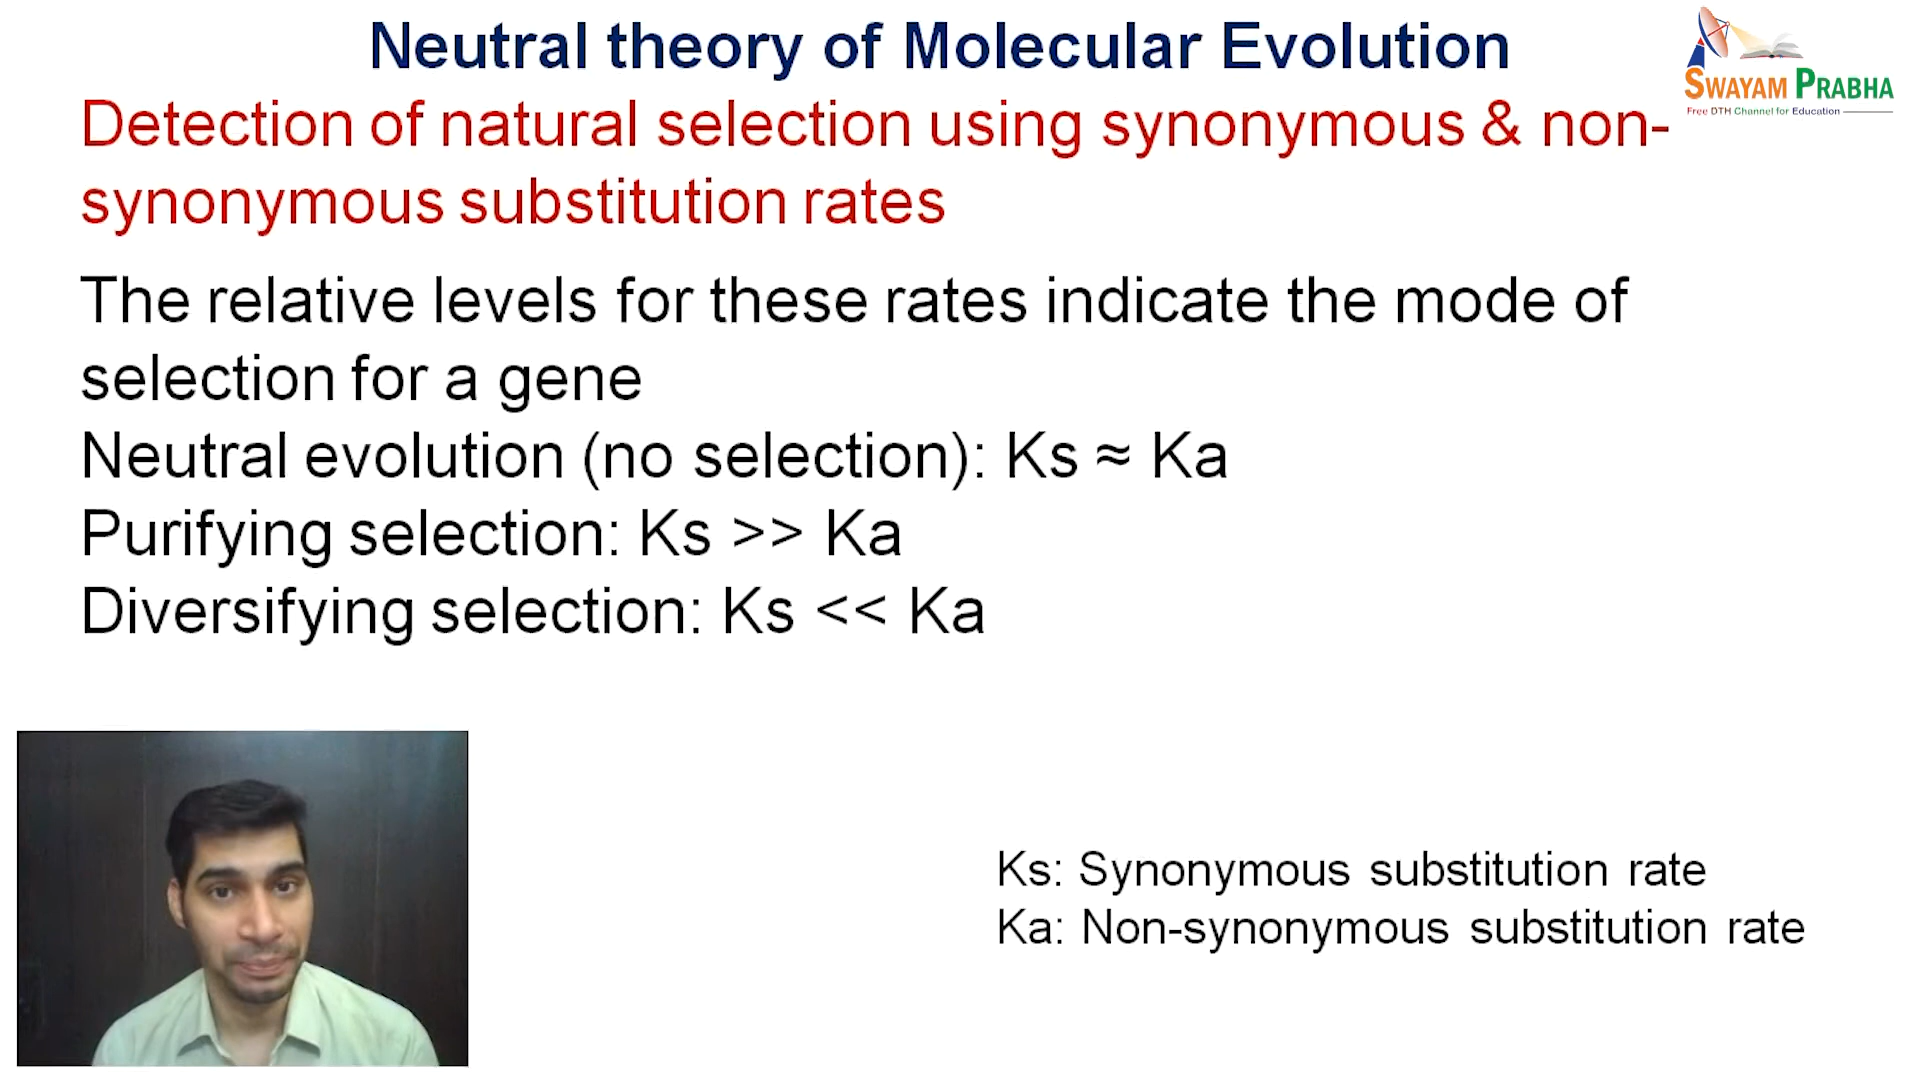 Neutral theory of Molecular Evolution
SWAYAM PRABHA
Free DTH Channel for Education
Detection of natural selection using synonymous & non-
synonymous substitution rates
The relative levels for these rates indicate the mode of
selection for a gene
Neutral evolution (no selection): Ks ≈ Ka
Purifying selection: Ks >> Ka
Diversifying selection: Ks << Ka
Ks: Synonymous substitution rate
Ka: Non-synonymous substitution rate